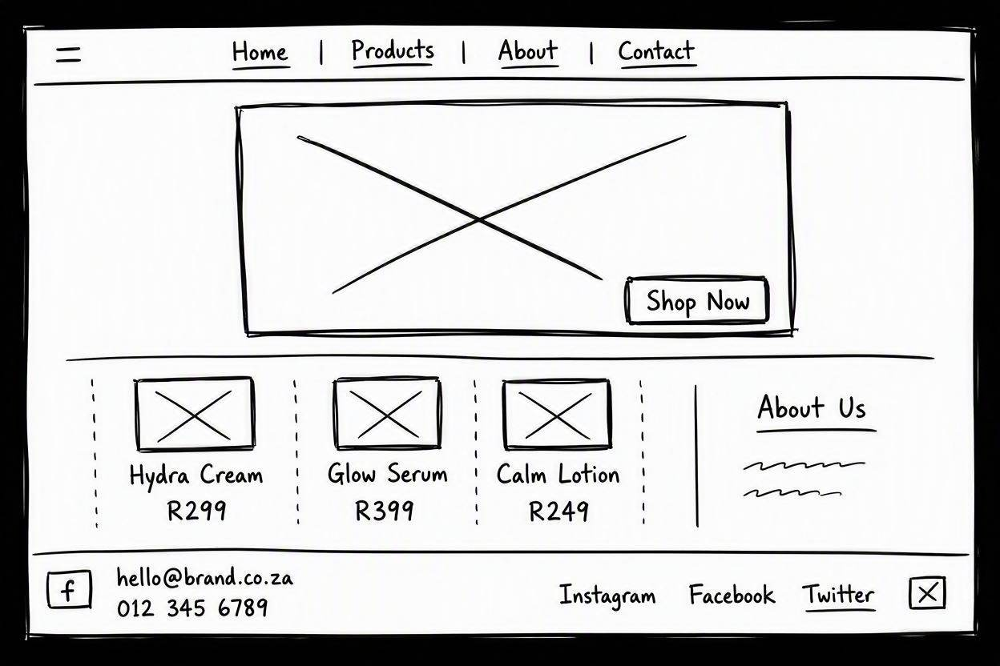 Home | Products | About | Contact
Shop Now
Hydra Cream
R299
Glow Serum
R399
Calm Lotion
R249
About Us
f
hello@brand.co.za
012 345 6789
Instagram Facebook Twitter